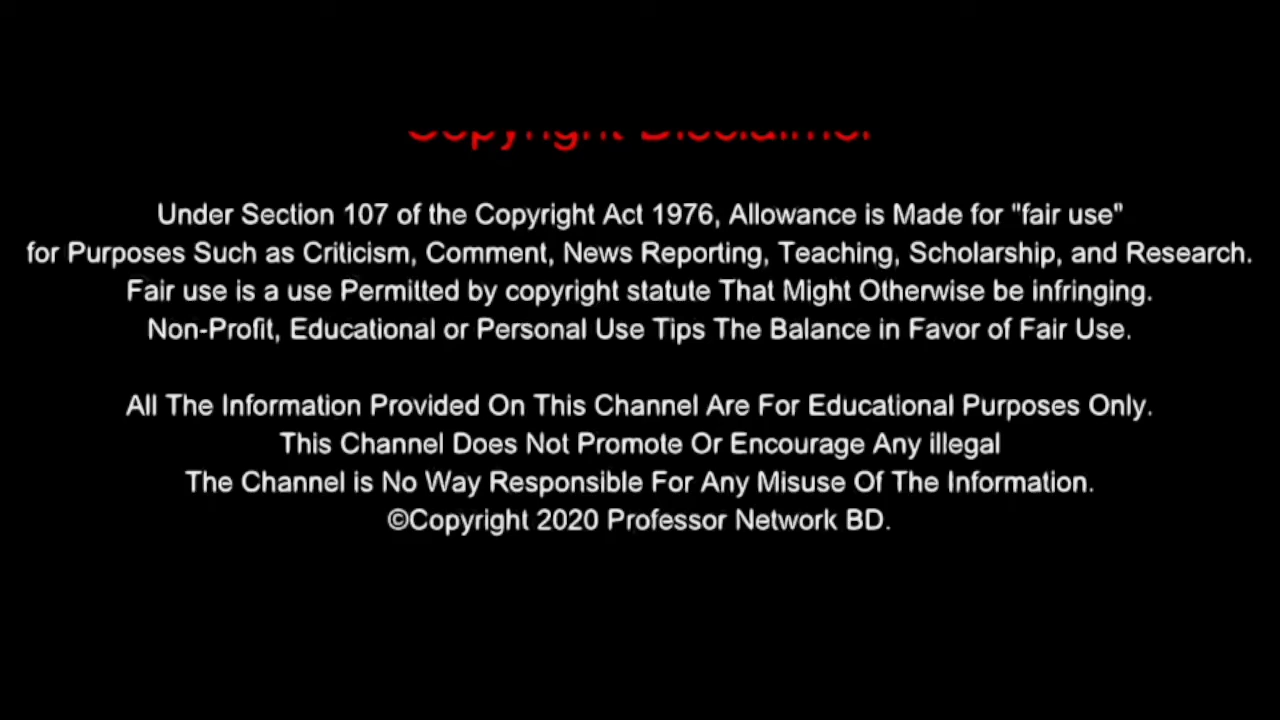 Copyright Disclaimer
Under Section 107 of the Copyright Act 1976, Allowance is Made for "fair use"
for Purposes Such as Criticism, Comment, News Reporting, Teaching, Scholarship, and Research.
Fair use is a use Permitted by copyright statute That Might Otherwise be infringing.
Non-Profit, Educational or Personal Use Tips The Balance in Favor of Fair Use.
All The Information Provided On This Channel Are For Educational Purposes Only.
This Channel Does Not Promote Or Encourage Any illegal
The Channel is No Way Responsible For Any Misuse Of The Information.
©Copyright 2020 Professor Network BD.